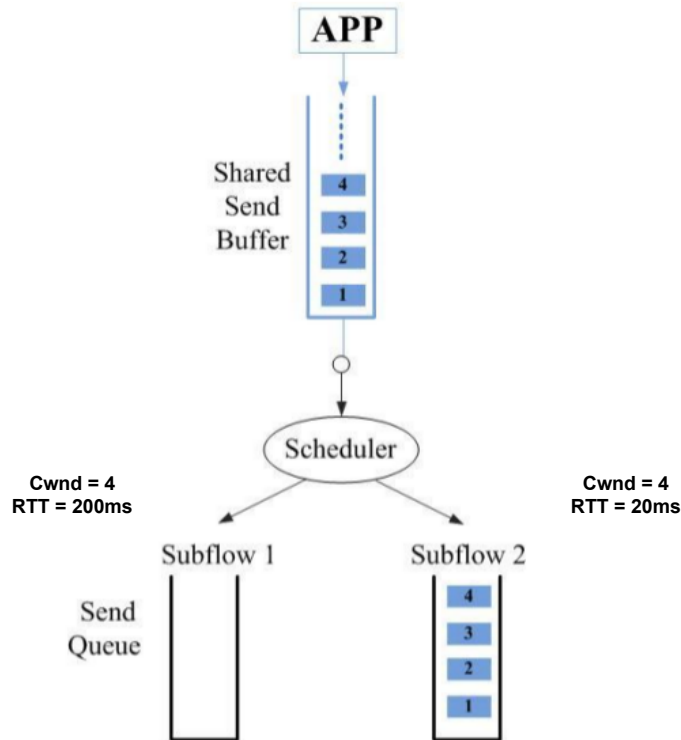 APP
Shared
Send
Buffer
4
3
2
1
Scheduler
Cwnd = 4
RTT = 200ms
Cwnd = 4
RTT = 20ms
Subflow 1
Subflow 2
Send
Queue
4
3
2
1